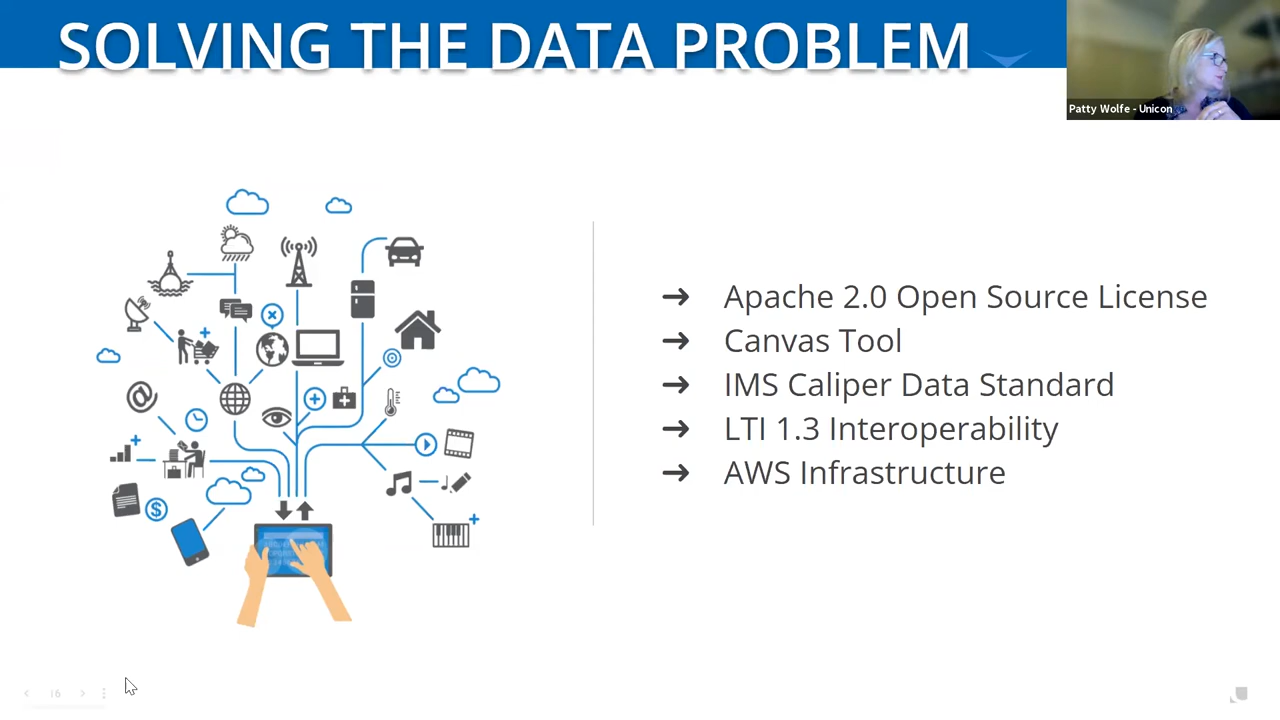 SOLVING THE DATA PROBLEM
Patty Wolfe - Unicon
➔ Apache 2.0 Open Source License
➔ Canvas Tool
➔ IMS Caliper Data Standard
➔ LTI 1.3 Interoperability
➔ AWS Infrastructure
@
$
16